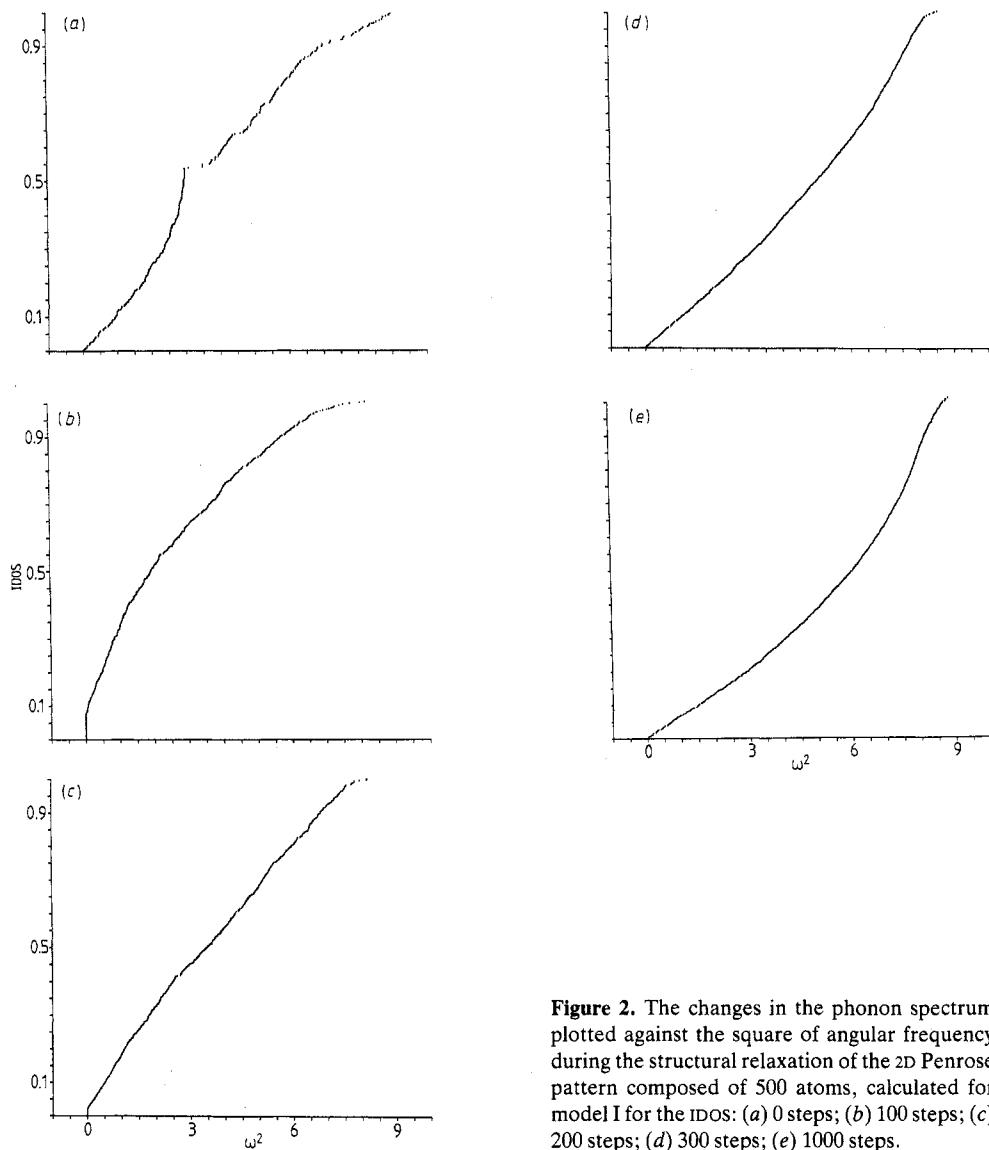 (a)
0.9
0.5
0.1
(b)
0.9
IDOS
0.5
0.1
(c)
0.9
0.5
0.1
0 3 6 9
ω²
(d)
(e)
0 3 6 9
ω²
Figure 2. The changes in the phonon spectrum
plotted against the square of angular frequency
during the structural relaxation of the 2D Penrose
pattern composed of 500 atoms, calculated for
model I for the IDOS: (a) 0 steps; (b) 100 steps; (c)
200 steps; (d) 300 steps; (e) 1000 steps.